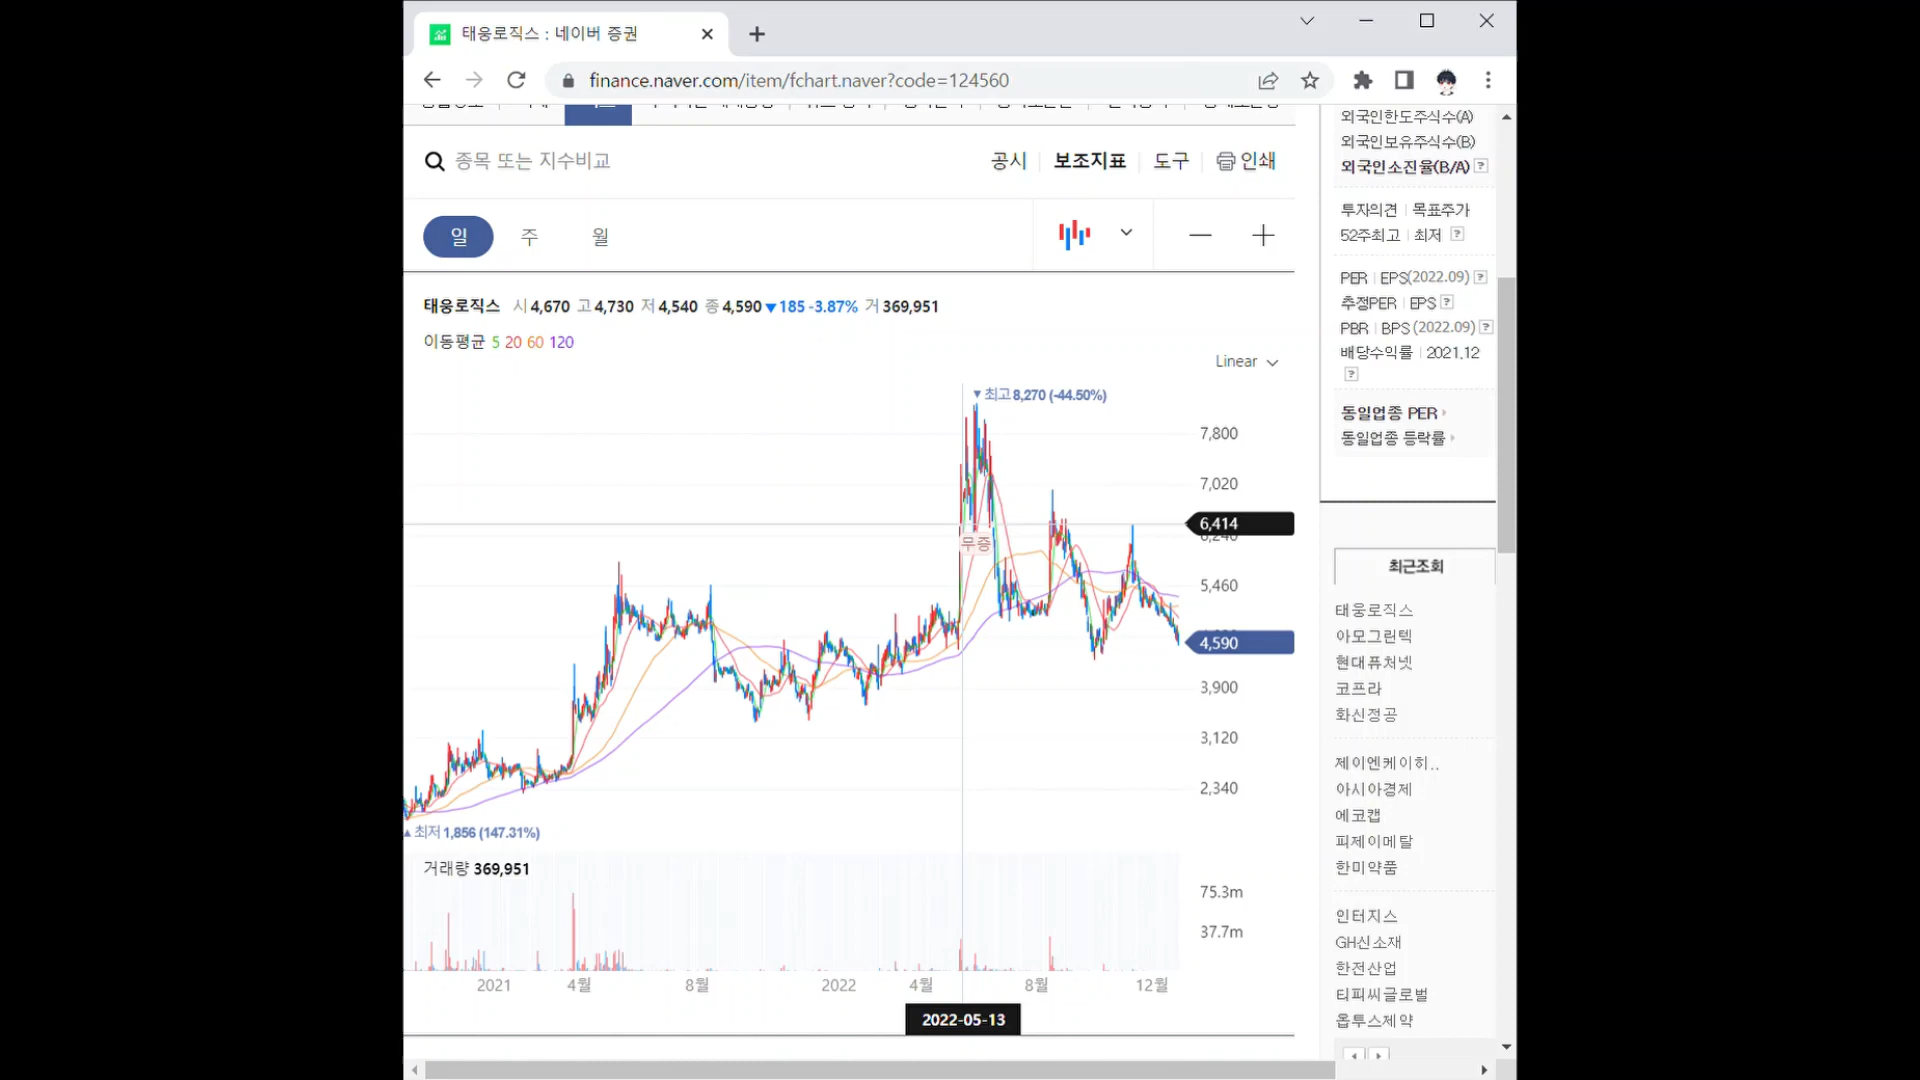 태웅로직스 : 네이버 증권
finance.naver.com/item/fchart.naver?code=124560
종목 또는 지수비교
공시 보조지표 도구 인쇄
일 주 월
태웅로직스 시 4,670 고 4,730 저 4,540 종 4,590 ▼185 -3.87% 거 369,951
이동평균 5 20 60 120
Linear
▼최고 8,270 (-44.50%)
7,800
7,020
6,414
6,240
무증
5,460
4,590
3,900
3,120
2,340
▲최저 1,856 (147.31%)
거래량 369,951
75.3m
37.7m
2021 4월 8월 2022 4월 8월 12월
2022-05-13
외국인한도주식수(A)
외국인보유주식수(B)
외국인소진율(B/A) ?
투자의견 | 목표주가
52주최고 | 최저 ?
PER | EPS(2022.09) ?
추정PER | EPS ?
PBR | BPS (2022.09) ?
배당수익률 | 2021.12
?
동일업종 PER
동일업종 등락률
최근조회
태웅로직스
아모그린텍
현대퓨처넷
코프라
화신정공
제이엔케이히..
아시아경제
에코캡
피제이메탈
한미약품
인터지스
GH신소재
한전산업
티피씨글로벌
옵투스제약